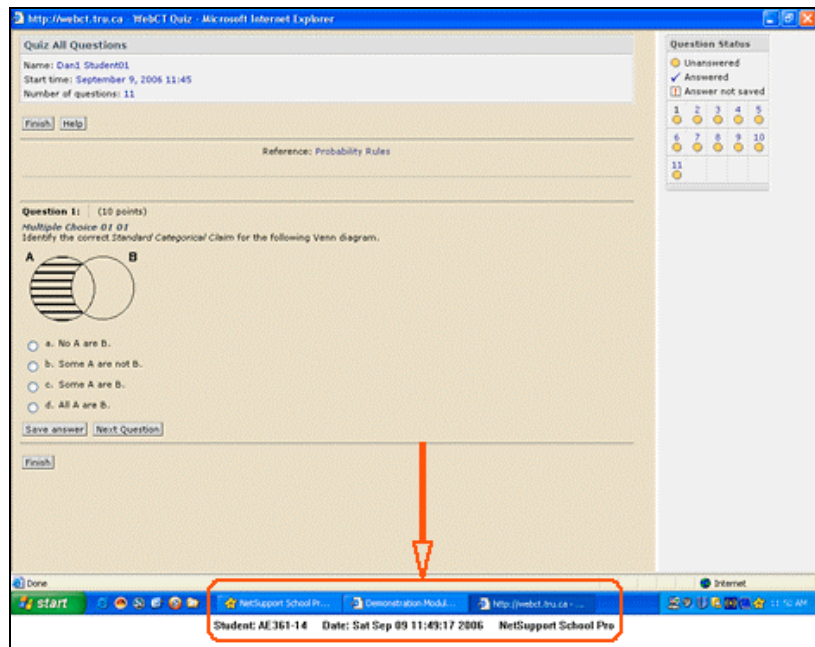 http://webct.tru.ca - WebCT Quiz - Microsoft Internet Explorer
Quiz All Questions
Name: Dan1 Student01
Start time: September 9, 2006 11:45
Number of questions: 11
Finish Help
Reference: Probability Rules
Question 1: (10 points)
Multiple Choice 01 01
Identify the correct Standard Categorical Claim for the following Venn diagram.
A B
a. No A are B.
b. Some A are not B.
c. Some A are B.
d. All A are B.
Save answer Next Question
Finish
Question Status
Unanswered
Answered
Answer not saved
1 2 3 4 5
6 7 8 9 10
11
Done Internet
start NetSupport School Pr... Demonstration Modul... http://webct.tru.ca - ... 11:50 AM
Student: AE361-14 Date: Sat Sep 09 11:49:17 2006 NetSupport School Pro